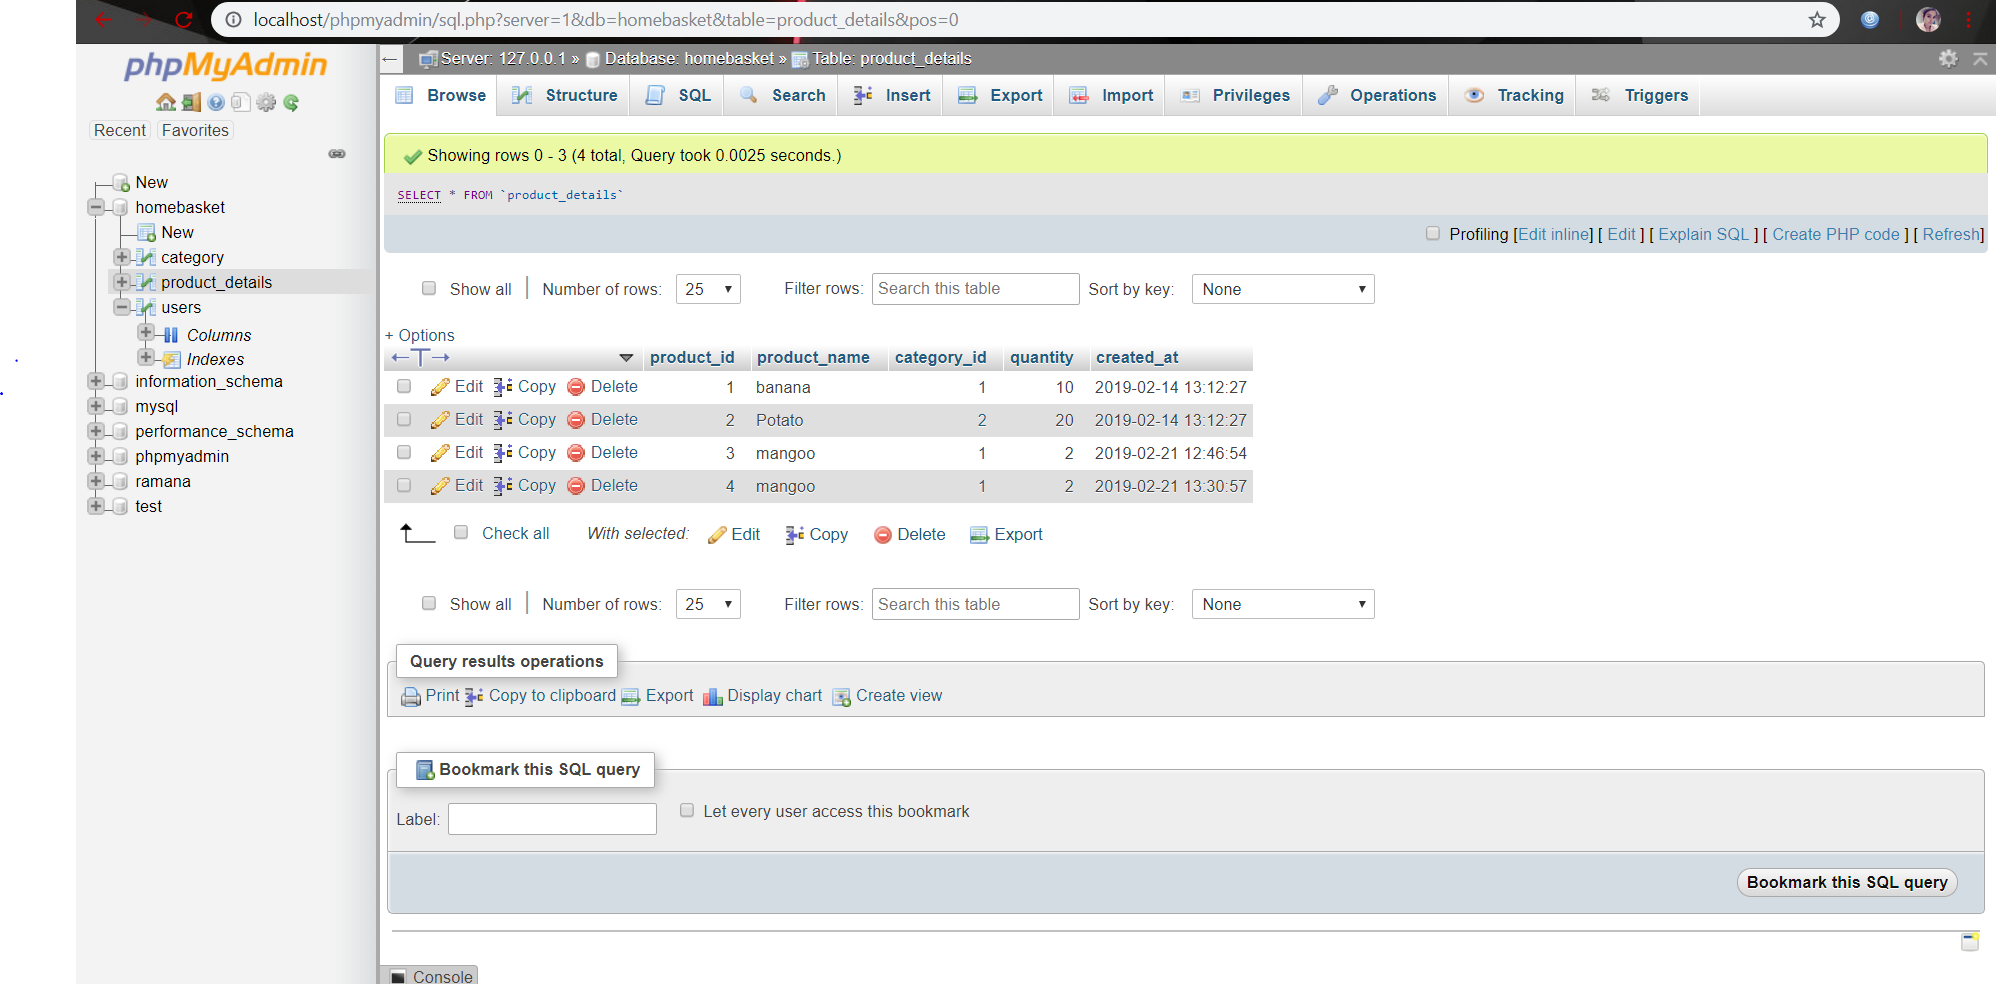 localhost/phpmyadmin/sql.php?server=1&db=homebasket&table=product_details&pos=0
phpMyAdmin
Recent Favorites
New
homebasket
New
category
product_details
users
Columns
Indexes
information_schema
mysql
performance_schema
phpmyadmin
ramana
test
Server: 127.0.0.1 » Database: homebasket » Table: product_details
Browse Structure SQL Search Insert Export Import Privileges Operations Tracking Triggers
Showing rows 0 - 3 (4 total, Query took 0.0025 seconds.)
SELECT * FROM `product_details`
Profiling [Edit inline] [ Edit ] [ Explain SQL ] [ Create PHP code ] [ Refresh]
Show all | Number of rows: 25 Filter rows: Search this table Sort by key: None
+ Options
←T→ product_id product_name category_id quantity created_at
Edit Copy Delete 1 banana 1 10 2019-02-14 13:12:27
Edit Copy Delete 2 Potato 2 20 2019-02-14 13:12:27
Edit Copy Delete 3 mangoo 1 2 2019-02-21 12:46:54
Edit Copy Delete 4 mangoo 1 2 2019-02-21 13:30:57
Check all With selected: Edit Copy Delete Export
Show all | Number of rows: 25 Filter rows: Search this table Sort by key: None
Query results operations
Print Copy to clipboard Export Display chart Create view
Bookmark this SQL query
Label: Let every user access this bookmark
Bookmark this SQL query
Console